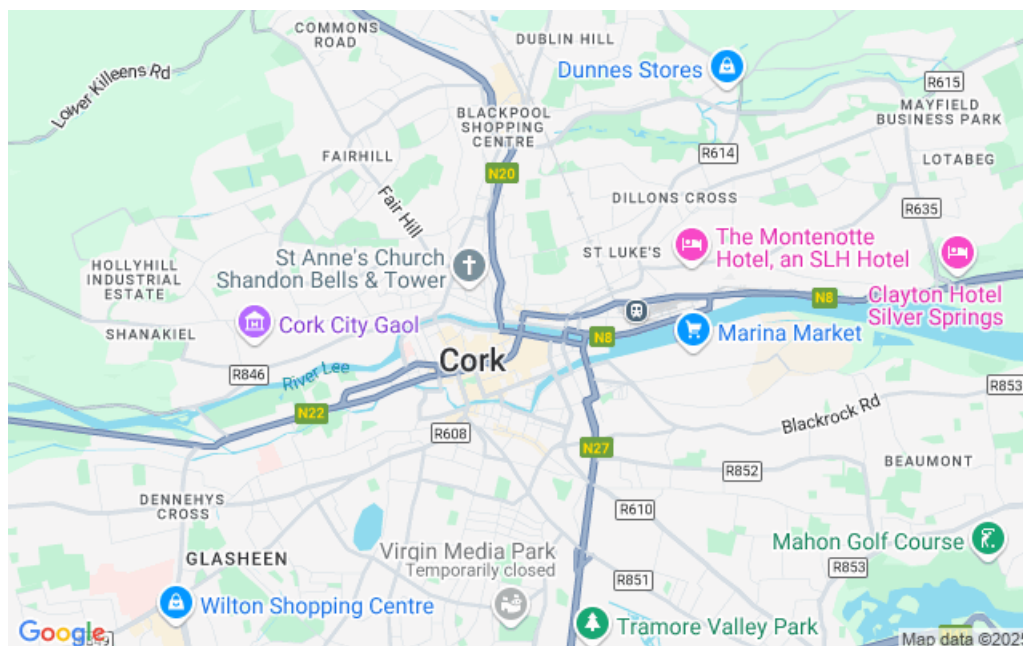 COMMONS
ROAD
DUBLIN HILL
Dunnes Stores
R615
Lower Killeens Rd
BLACKPOOL
SHOPPING
CENTRE
MAYFIELD
BUSINESS PARK
FAIRHILL
R614
LOTABEG
N20
Fair Hill
DILLONS CROSS
R635
St Anne's Church
Shandon Bells & Tower
ST LUKE'S
The Montenotte
Hotel, an SLH Hotel
HOLLYHILL
INDUSTRIAL
ESTATE
Clayton Hotel
Silver Springs
N8
SHANAKIEL
Cork City Gaol
N8
Marina Market
Cork
River Lee
R846
R853
N22
Blackrock Rd
R608
N27
R852
BEAUMONT
DENNEHYS
CROSS
R610
GLASHEEN
Virgin Media Park
Temporarily closed
Mahon Golf Course
R853
R851
Wilton Shopping Centre
Tramore Valley Park
Google
Map data ©2025